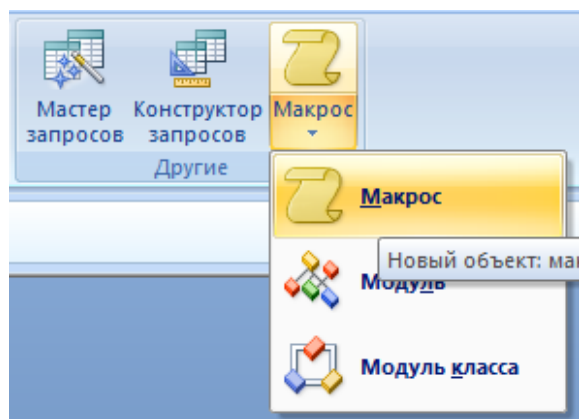 Мастер запросов
Конструктор запросов
Макрос
Другие
Макрос
Новый объект: ма
Модуль
Модуль класса